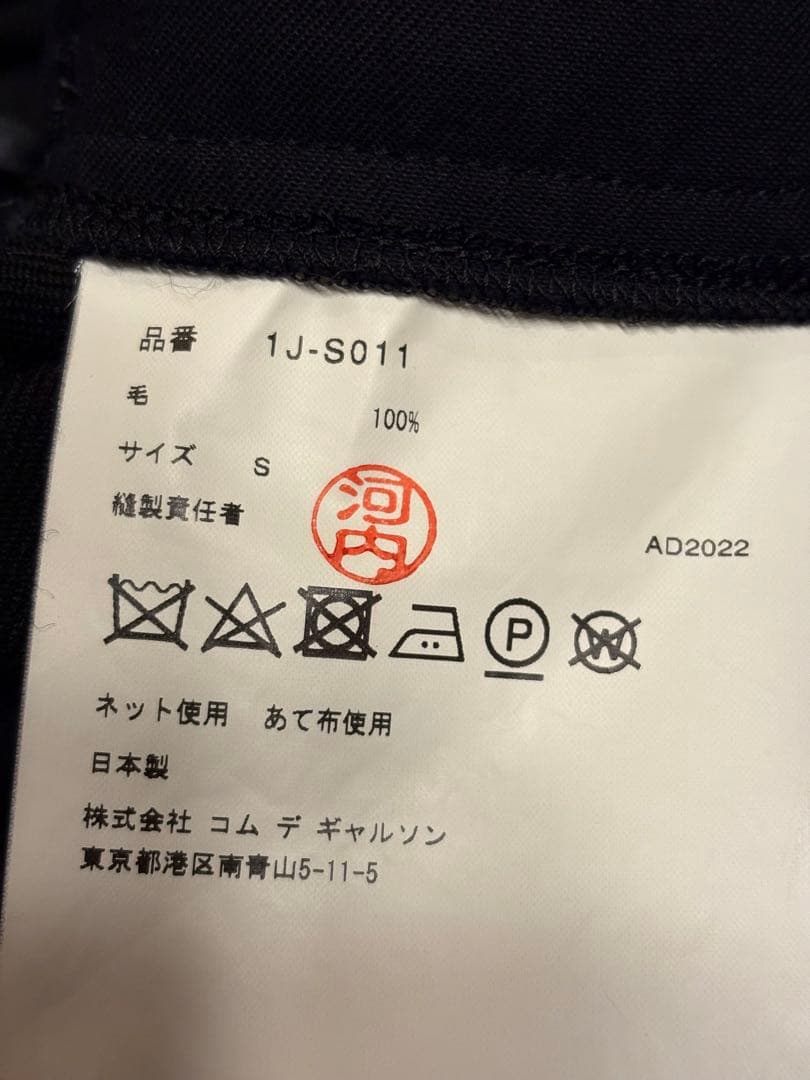 品番 1J-S011
毛 100%
サイズ S
縫製責任者 河内
AD2022
P W
ネット使用 あて布使用
日本製
株式会社 コム デ ギャルソン
東京都港区南青山5-11-5